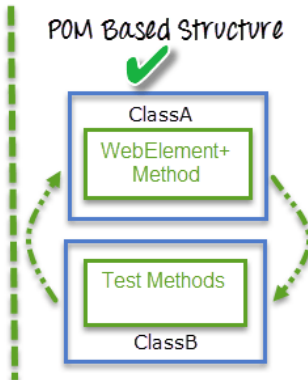 POM Based Structure
ClassA
WebElement+
Method
Test Methods
ClassB